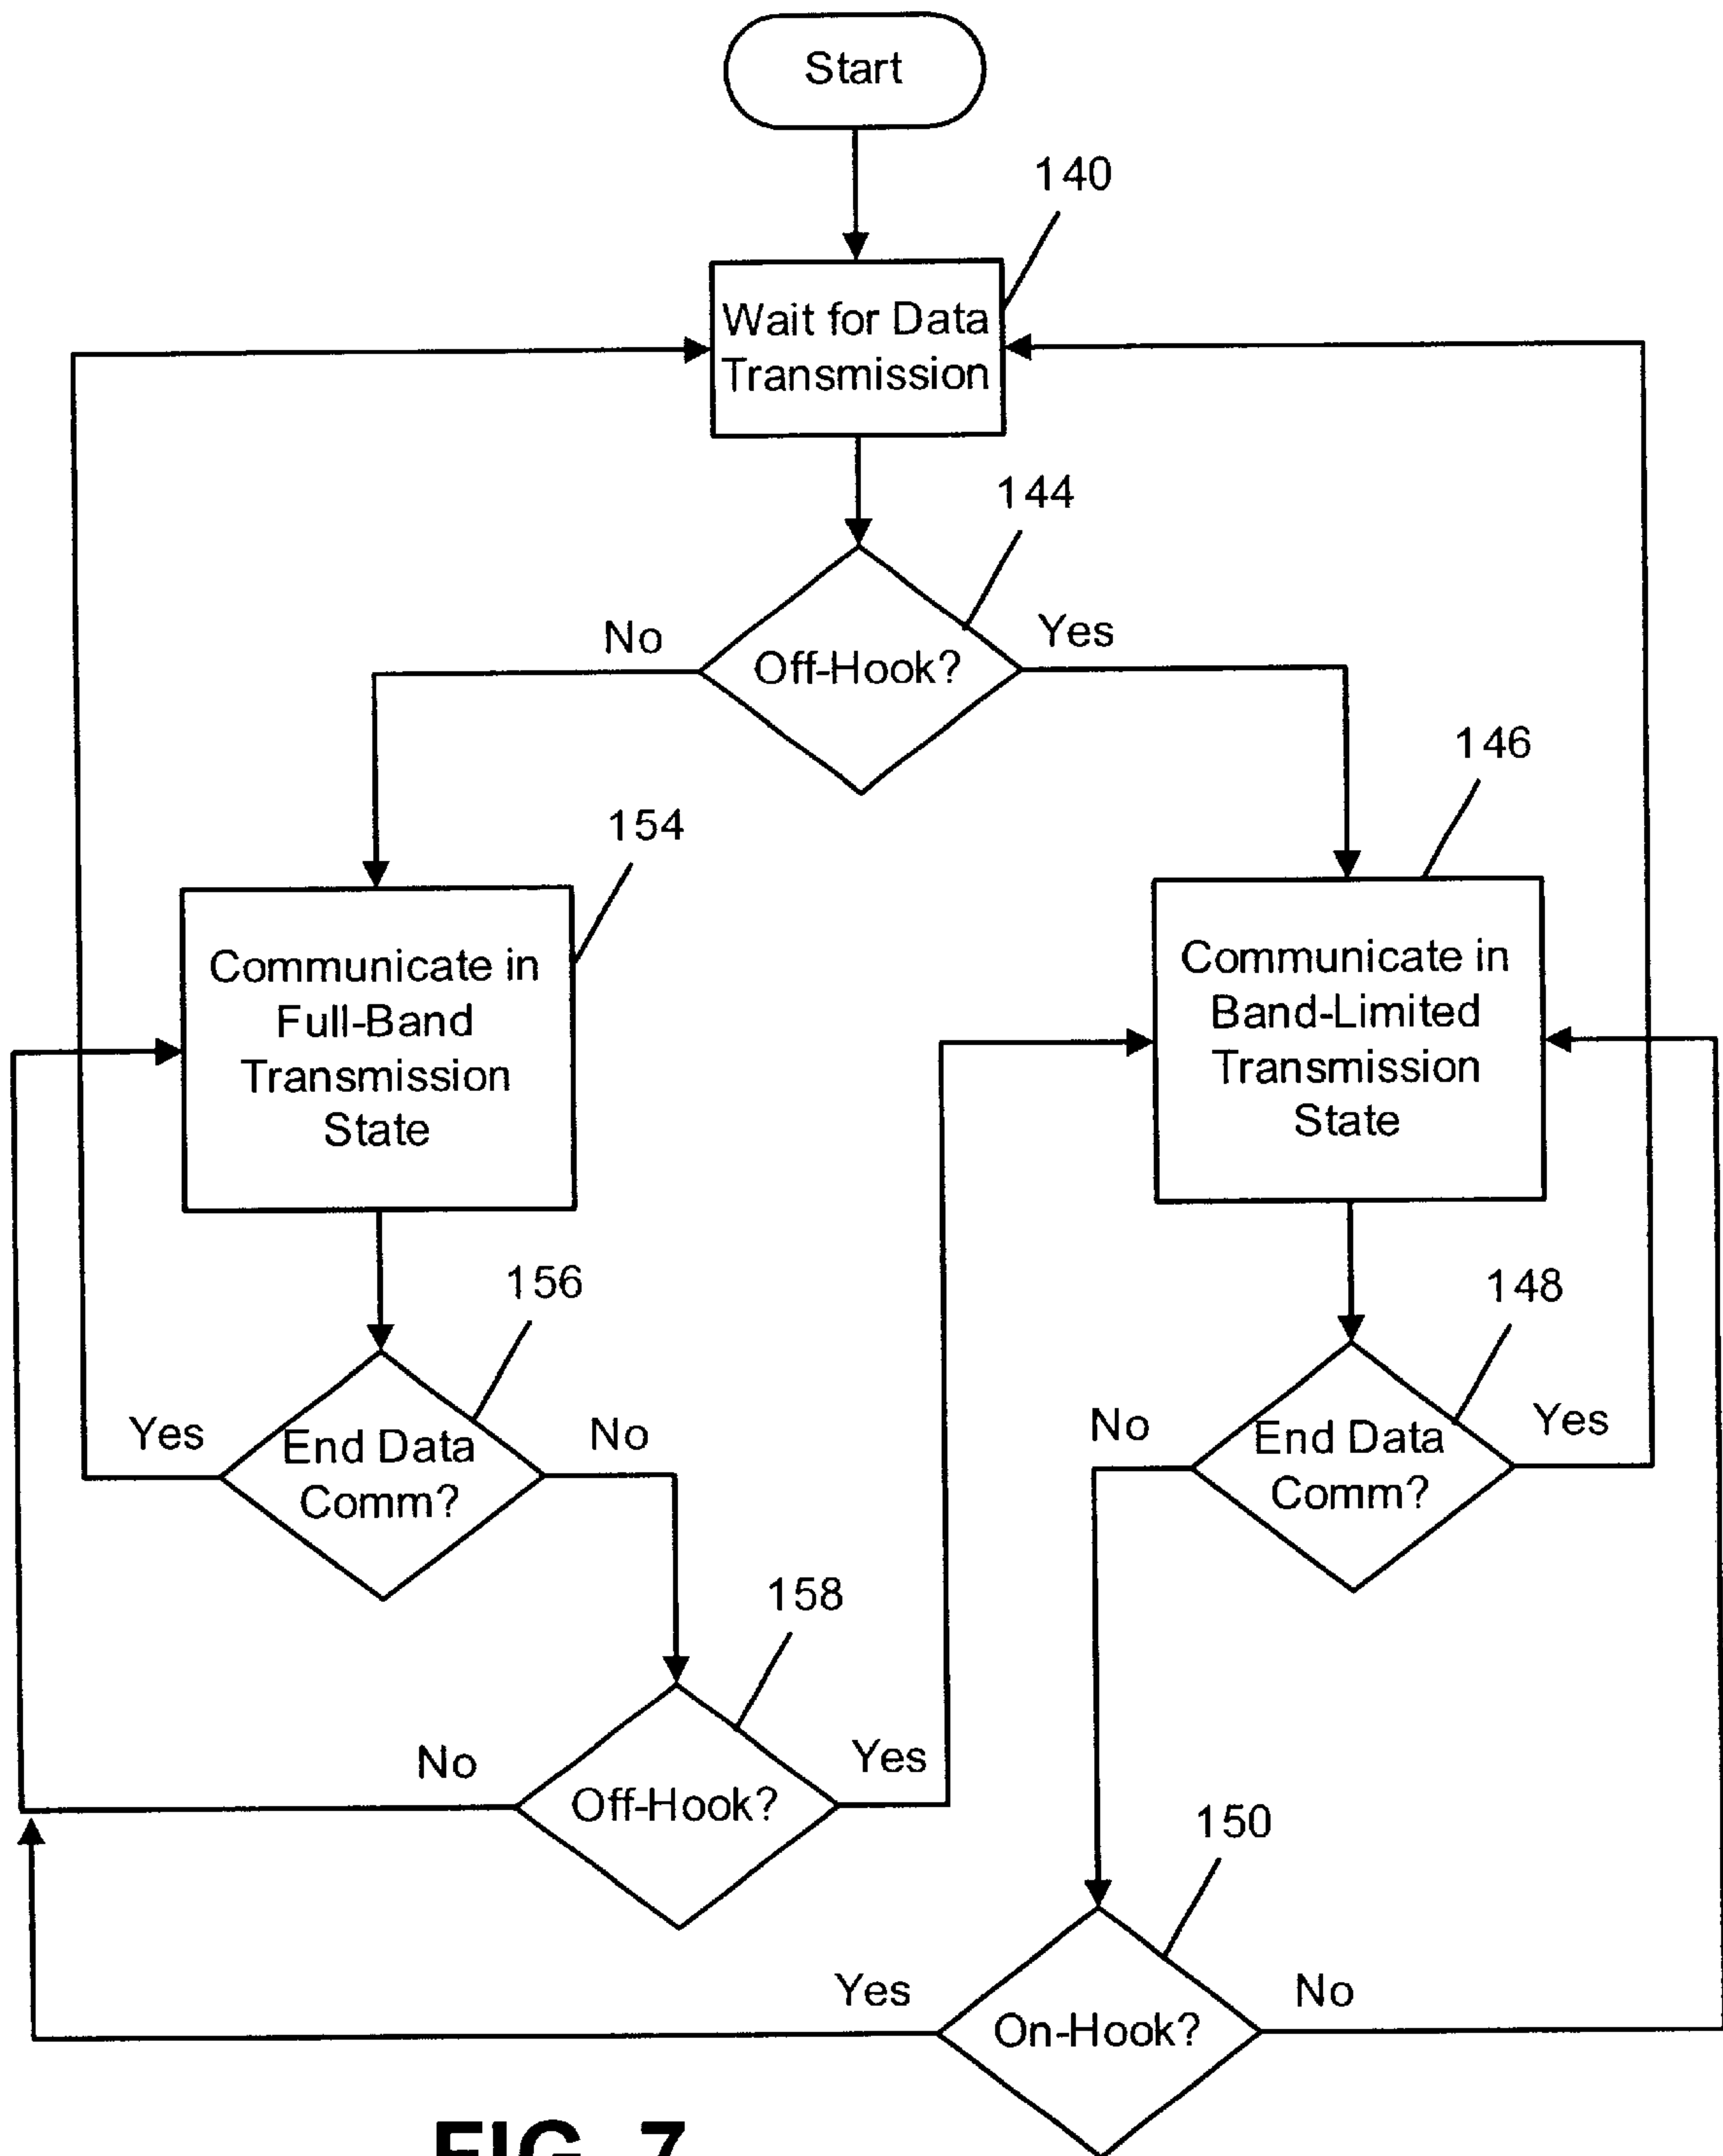 Start
140
Wait for Data
Transmission
144
No
Yes
Off-Hook?
146
154
Communicate in
Full-Band
Transmission
State
Communicate in
Band-Limited
Transmission
State
156
148
Yes
End Data
Comm?
No
No
End Data
Comm?
Yes
158
No
Off-Hook?
Yes
150
Yes
On-Hook?
No
FIG. 7